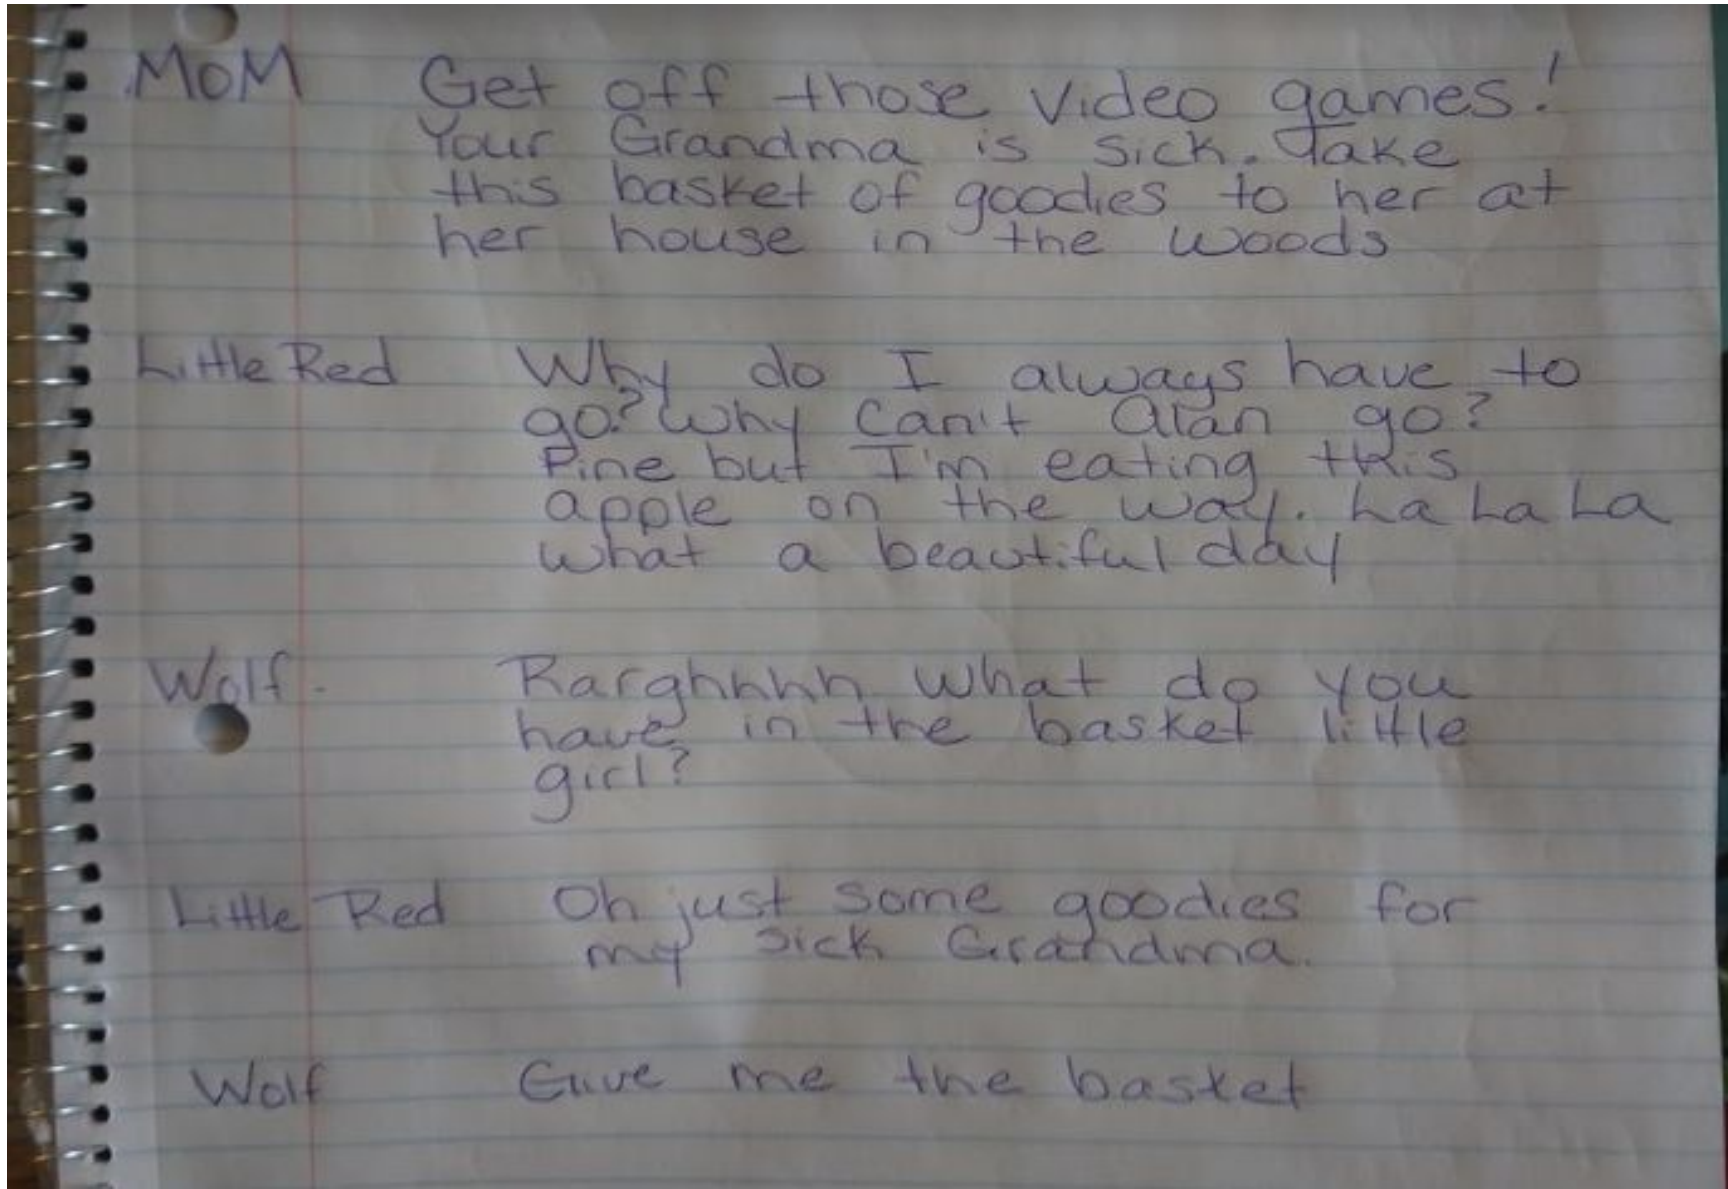 MOM Get off those video games!
Your Grandma is sick. Take
this basket of goodies to her at
her house in the woods
Little Red Why do I always have to
go? Why can't Alan go?
Fine but I'm eating this
apple on the way. La La La
what a beautiful day
Wolf. Rarghhhh what do you
have in the basket little
girl?
Little Red Oh just some goodies for
my sick Grandma.
Wolf Give me the basket